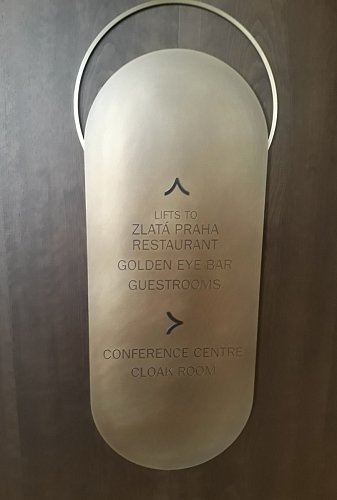 LIFTS TO
ZLATÁ PRAHA
RESTAURANT
GOLDEN EYE BAR
GUESTROOMS
CONFERENCE CENTRE
CLOAK ROOM